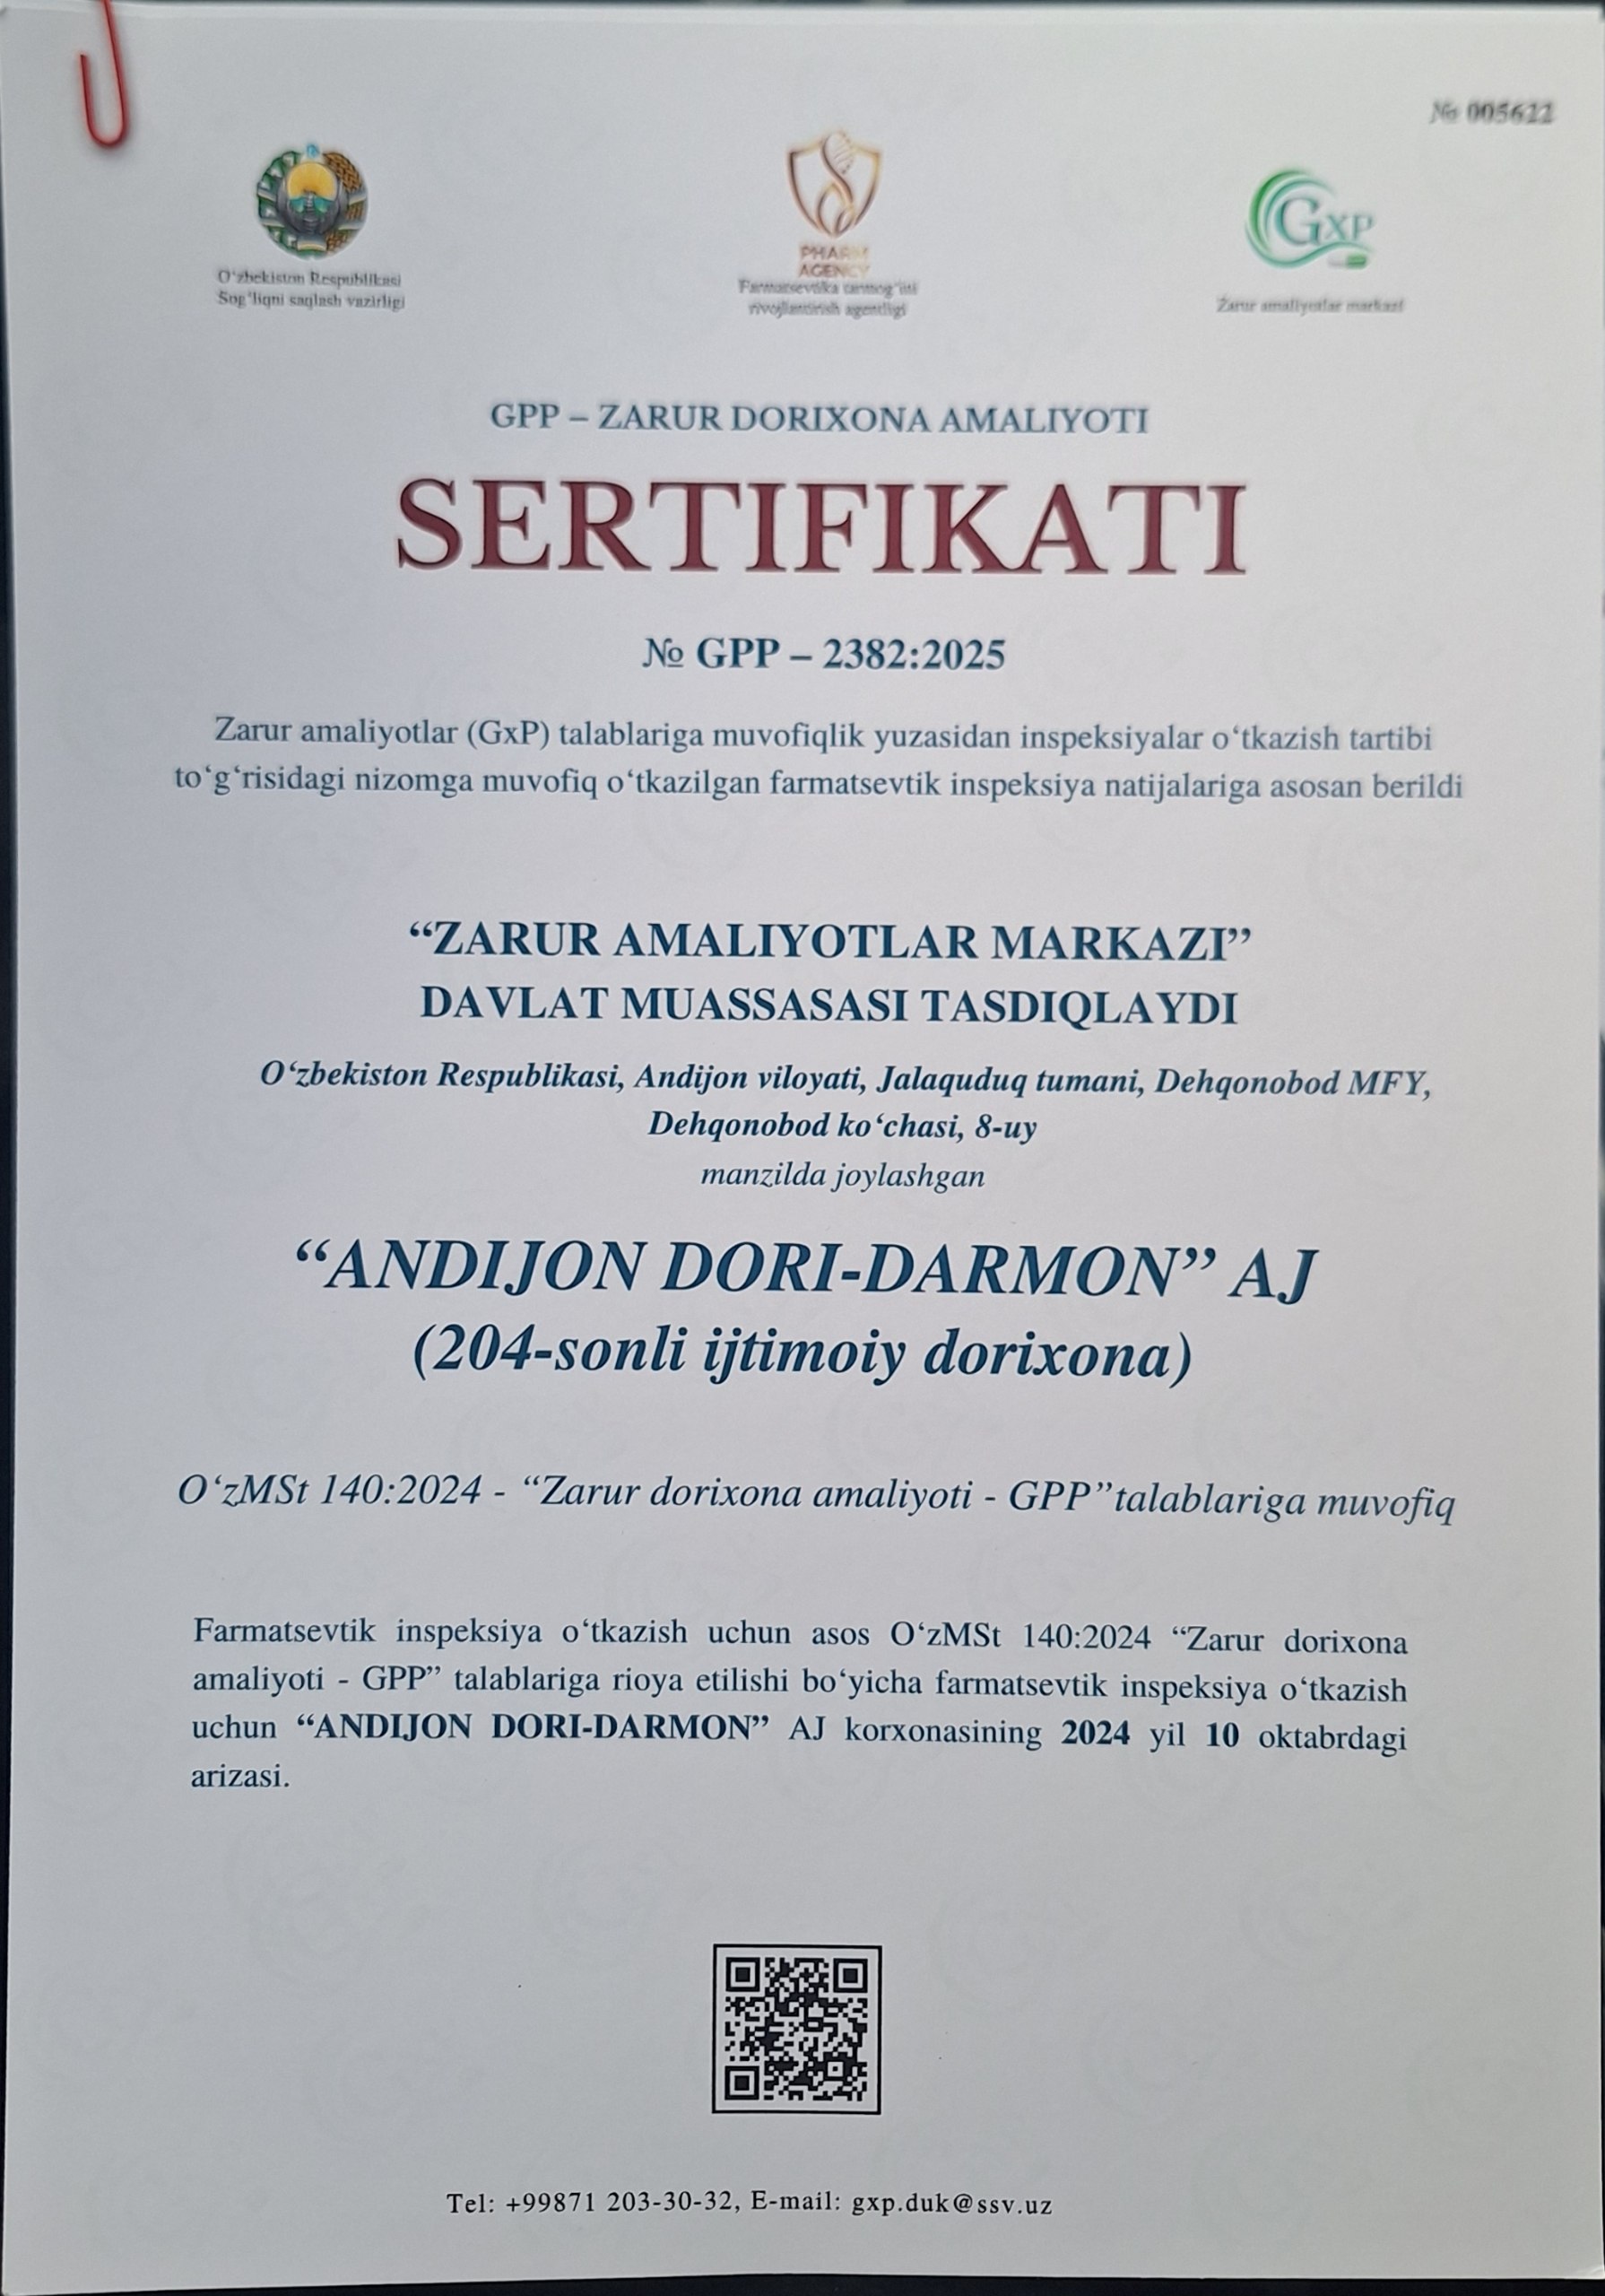 № 005622
O‘zbekiston Respublikasi
Sog‘liqni saqlash vazirligi
PHARM
AGENCY
Farmatsevtika tarmog‘ini
rivojlantirish agentligi
GXP
Zarur amaliyotlar markazi
GPP – ZARUR DORIXONA AMALIYOTI
SERTIFIKATI
№ GPP – 2382:2025
Zarur amaliyotlar (GxP) talablariga muvofiqlik yuzasidan inspeksiyalar o‘tkazish tartibi
to‘g‘risidagi nizomga muvofiq o‘tkazilgan farmatsevtik inspeksiya natijalariga asosan berildi
“ZARUR AMALIYOTLAR MARKAZI”
DAVLAT MUASSASASI TASDIQLAYDI
O‘zbekiston Respublikasi, Andijon viloyati, Jalaquduq tumani, Dehqonobod MFY,
Dehqonobod ko‘chasi, 8-uy
manzilda joylashgan
“ANDIJON DORI-DARMON” AJ
(204-sonli ijtimoiy dorixona)
O‘zMSt 140:2024 - “Zarur dorixona amaliyoti - GPP”talablariga muvofiq
Farmatsevtik inspeksiya o‘tkazish uchun asos O‘zMSt 140:2024 “Zarur dorixona
amaliyoti - GPP” talablariga rioya etilishi bo‘yicha farmatsevtik inspeksiya o‘tkazish
uchun “ANDIJON DORI-DARMON” AJ korxonasining 2024 yil 10 oktabrdagi
arizasi.
Tel: +99871 203-30-32, E-mail: gxp.duk@ssv.uz